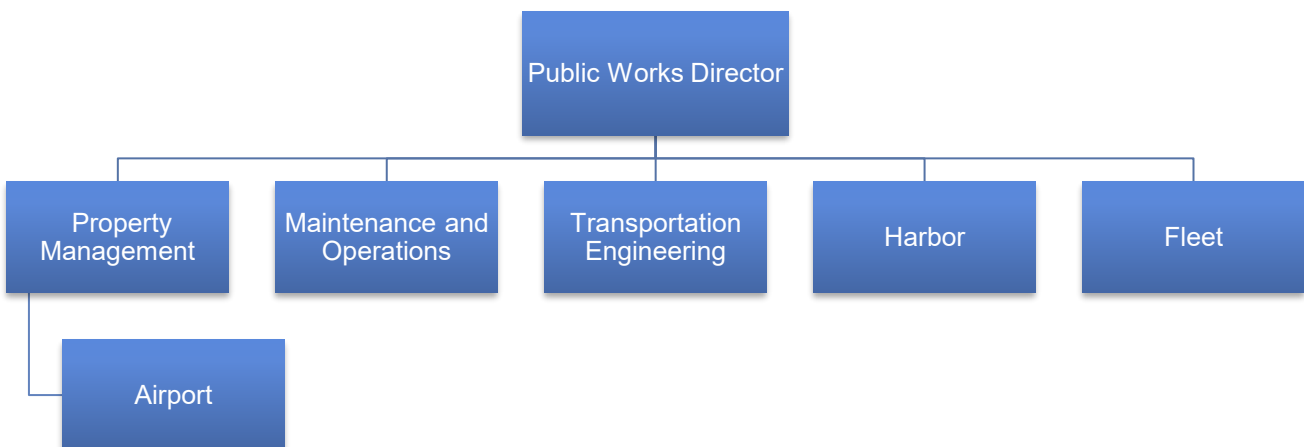 Public Works Director
Property
Management
Maintenance and
Operations
Transportation
Engineering
Harbor
Fleet
Airport